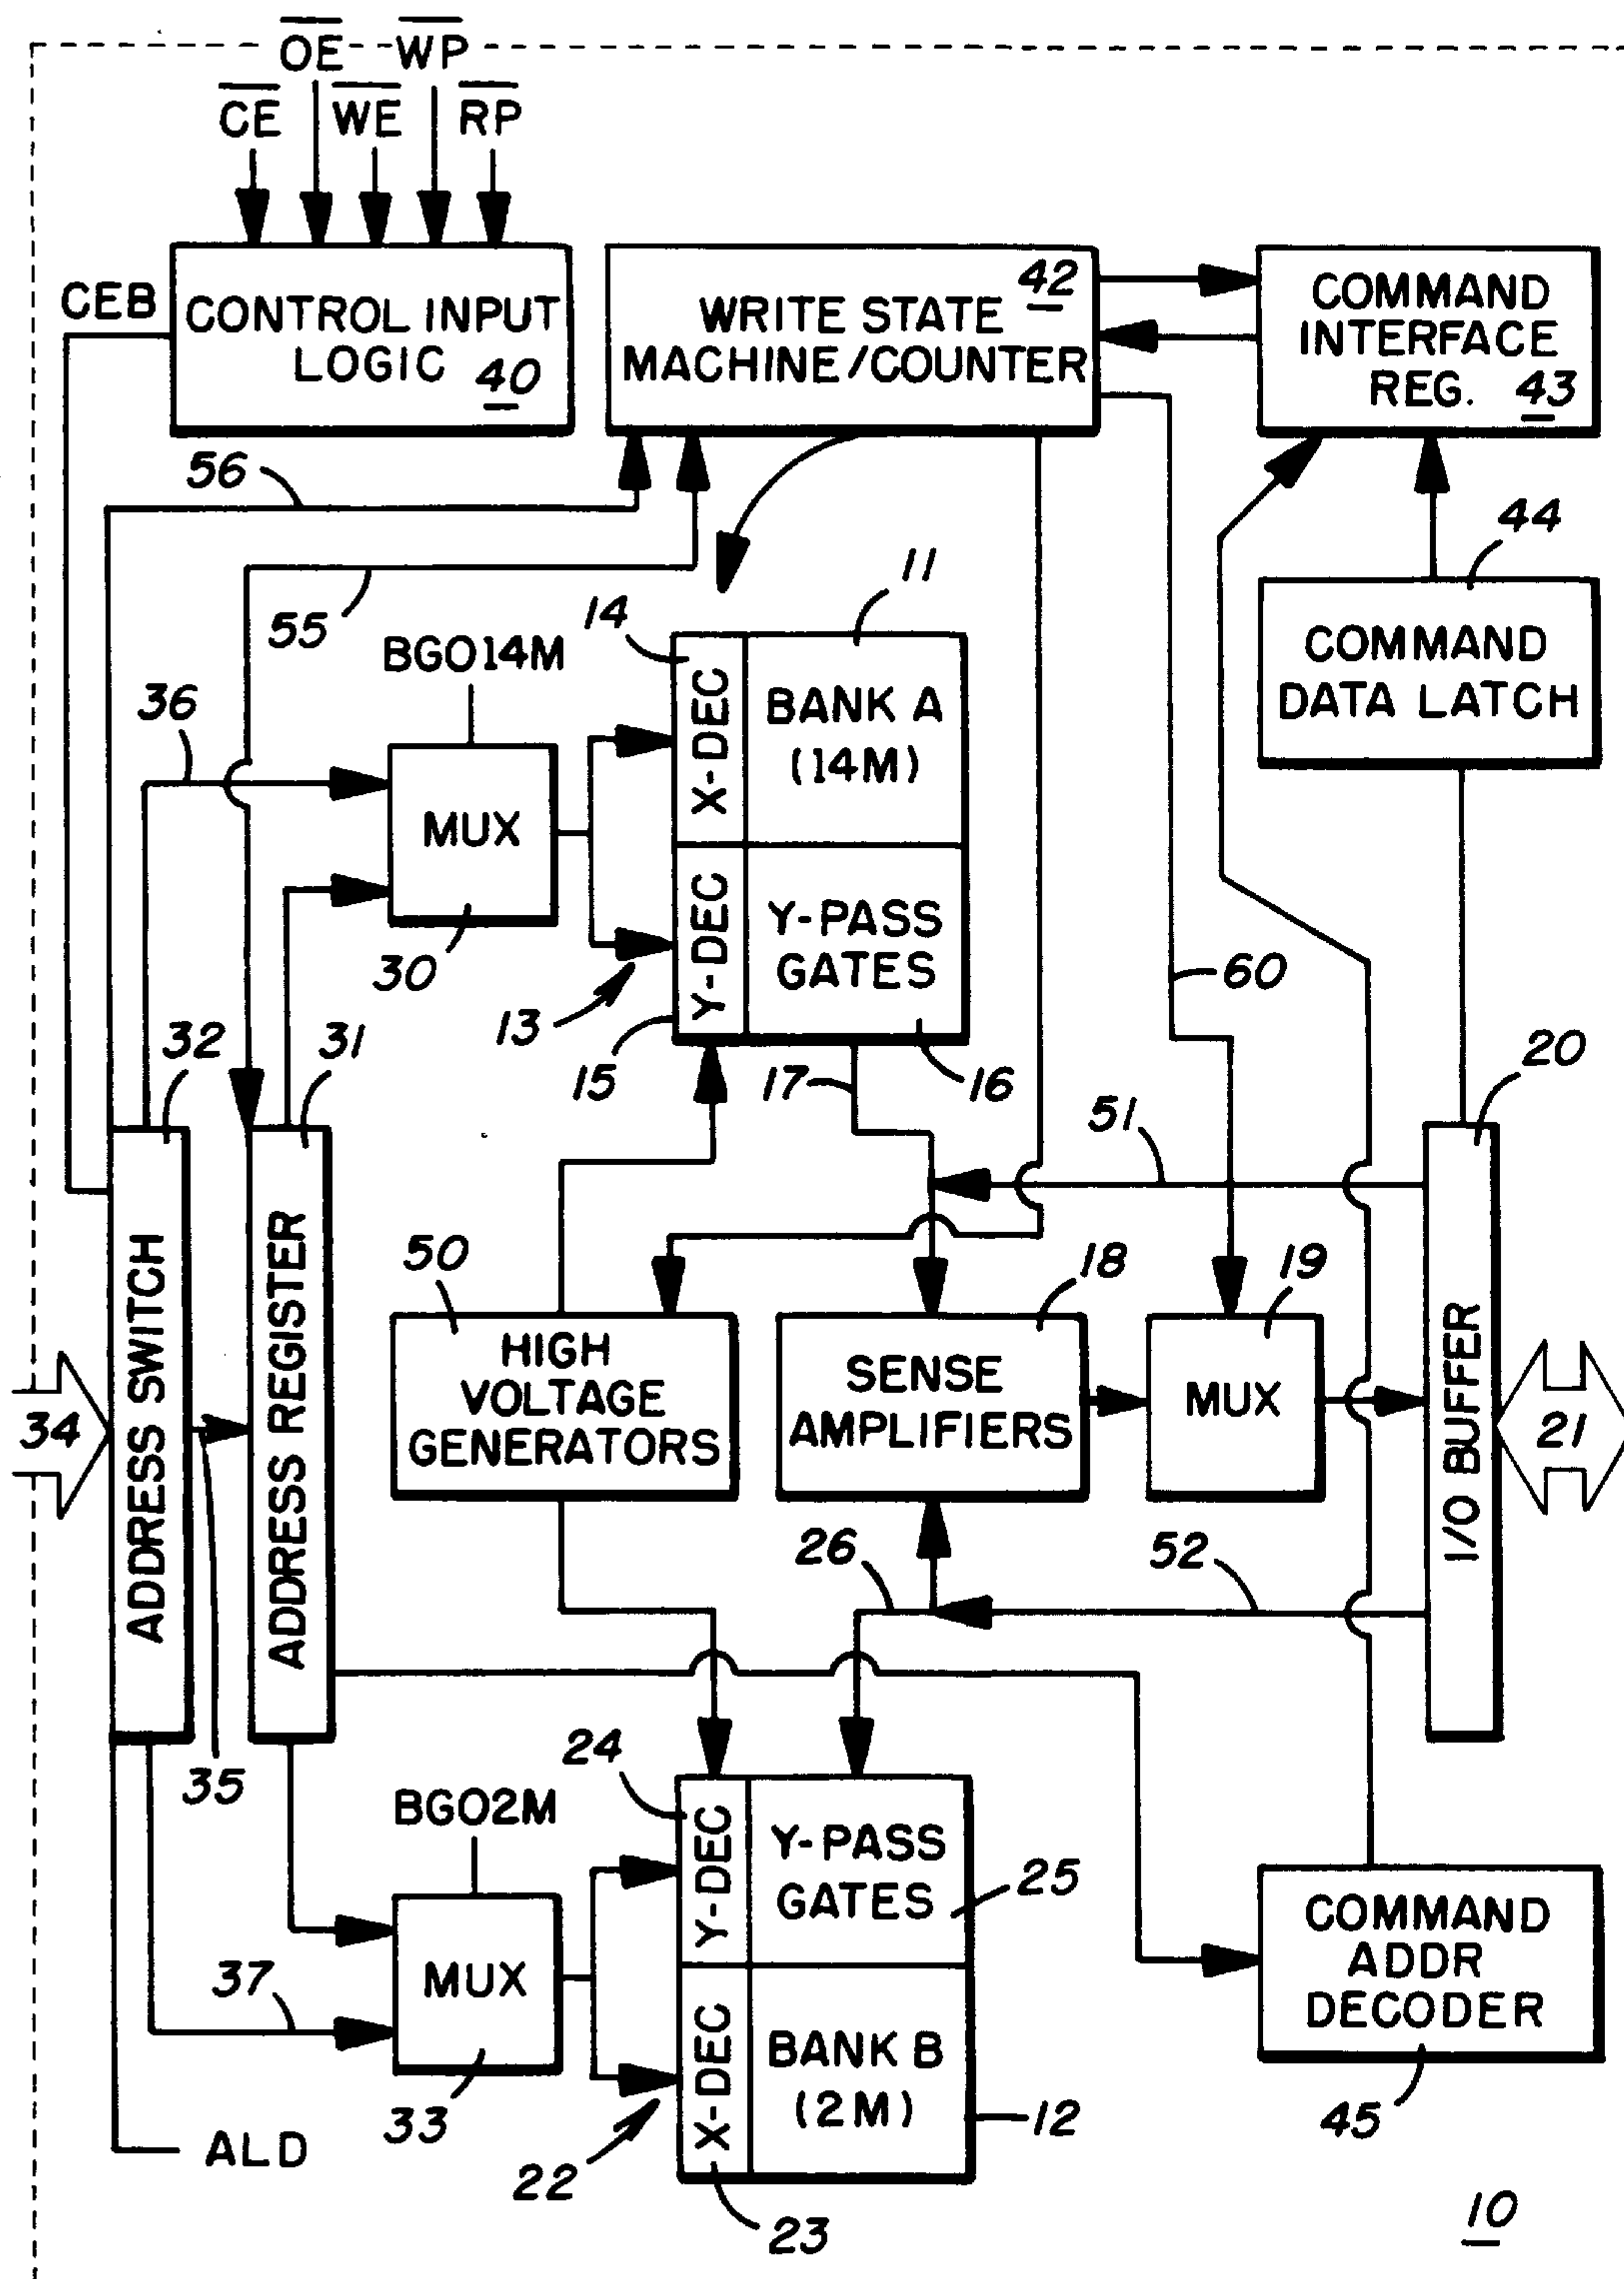 OE WP
CE WE RP
CEB
CONTROL INPUT
LOGIC 40
42
WRITE STATE
MACHINE/COUNTER
COMMAND
INTERFACE
REG. 43
56
55
44
COMMAND
DATA LATCH
11
14
BGO14M
X-DEC
BANK A
(14M)
36
MUX
30
Y-DEC
Y-PASS
GATES
13
15
17
16
60
32
31
20
51
ADDRESS SWITCH
ADDRESS REGISTER
50
HIGH
VOLTAGE
GENERATORS
18
SENSE
AMPLIFIERS
19
MUX
I/O BUFFER
34
21
35
26
52
24
BGO2M
Y-DEC
Y-PASS
GATES
25
37
MUX
33
X-DEC
BANK B
(2M)
12
22
23
COMMAND
ADDR
DECODER
45
ALD
10